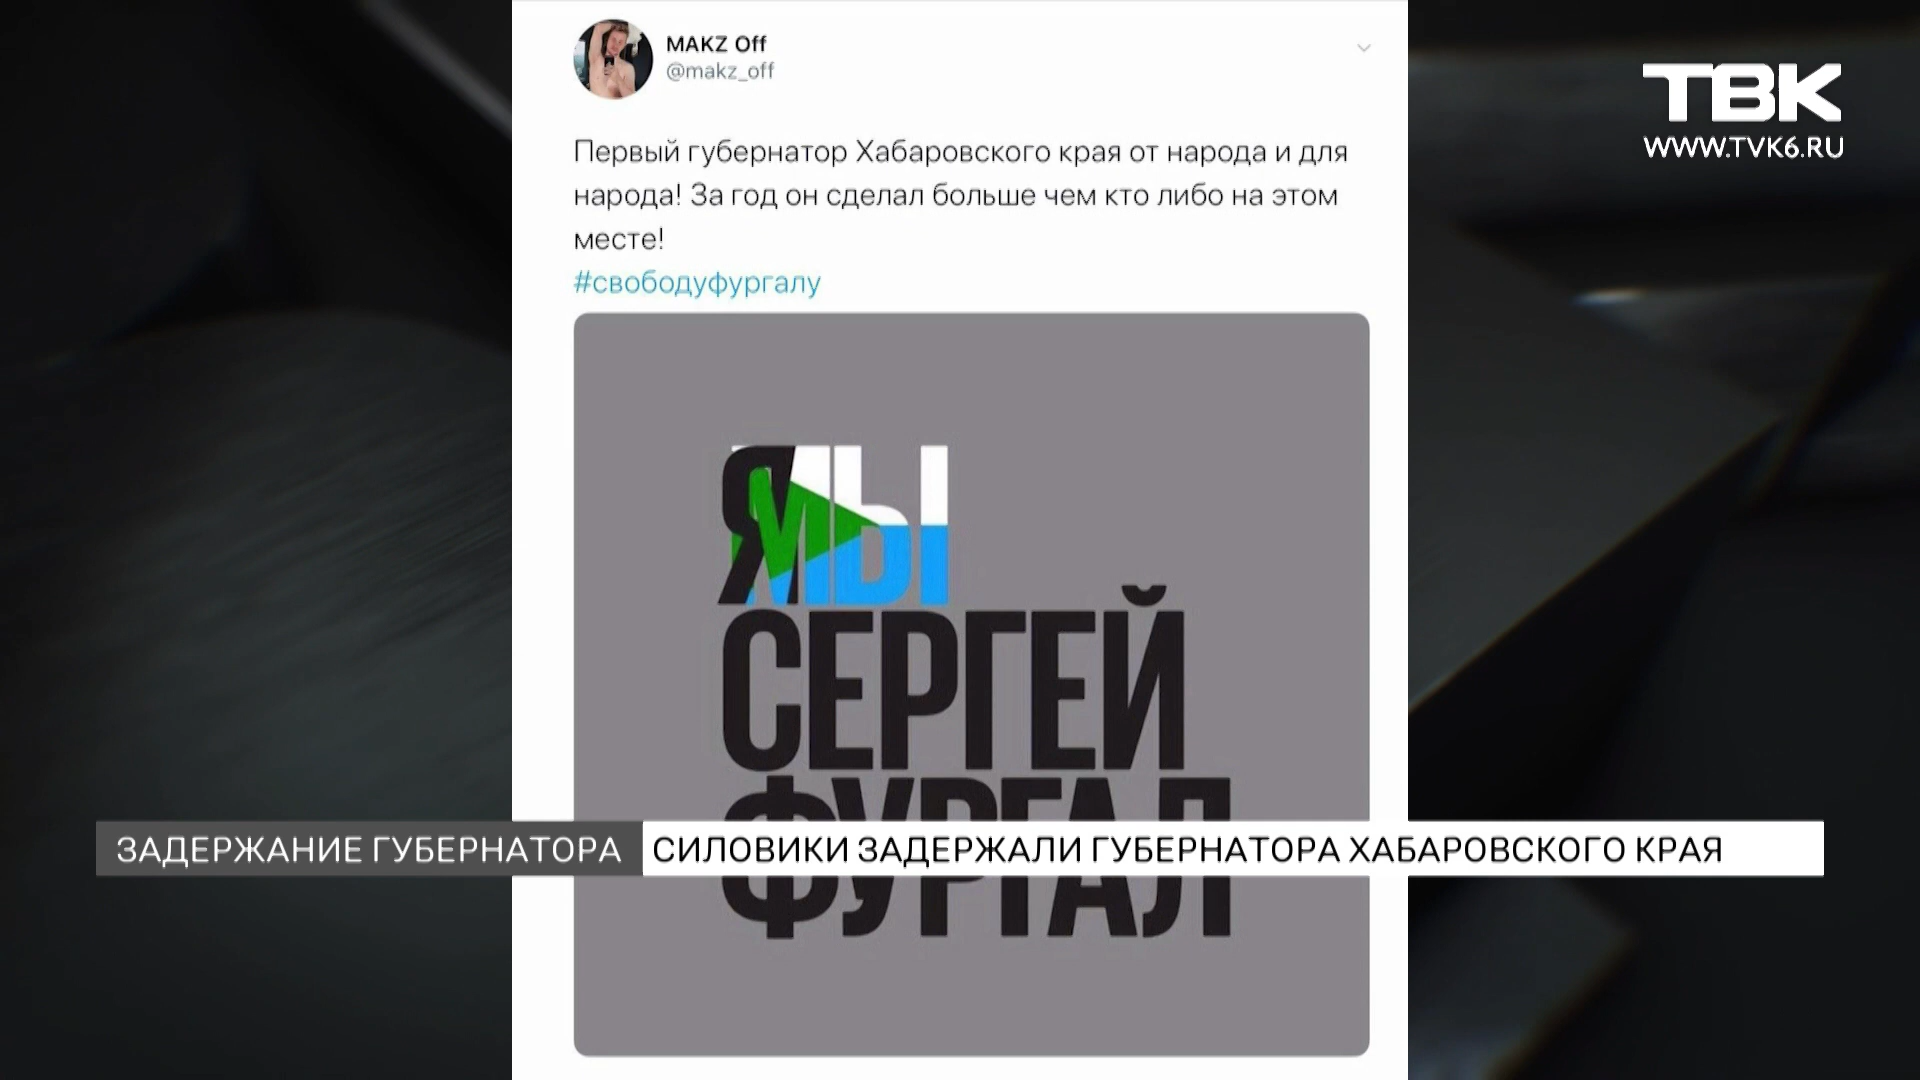 MAKZ Off
@makz_off
ТВК
WWW.TVK6.RU
Первый губернатор Хабаровского края от народа и для
народа! За год он сделал больше чем кто либо на этом
месте!
#свободуфургалу
ЯМЫ
СЕРГЕЙ
ФУРГАЛ
ЗАДЕРЖАНИЕ ГУБЕРНАТОРА СИЛОВИКИ ЗАДЕРЖАЛИ ГУБЕРНАТОРА ХАБАРОВСКОГО КРАЯ